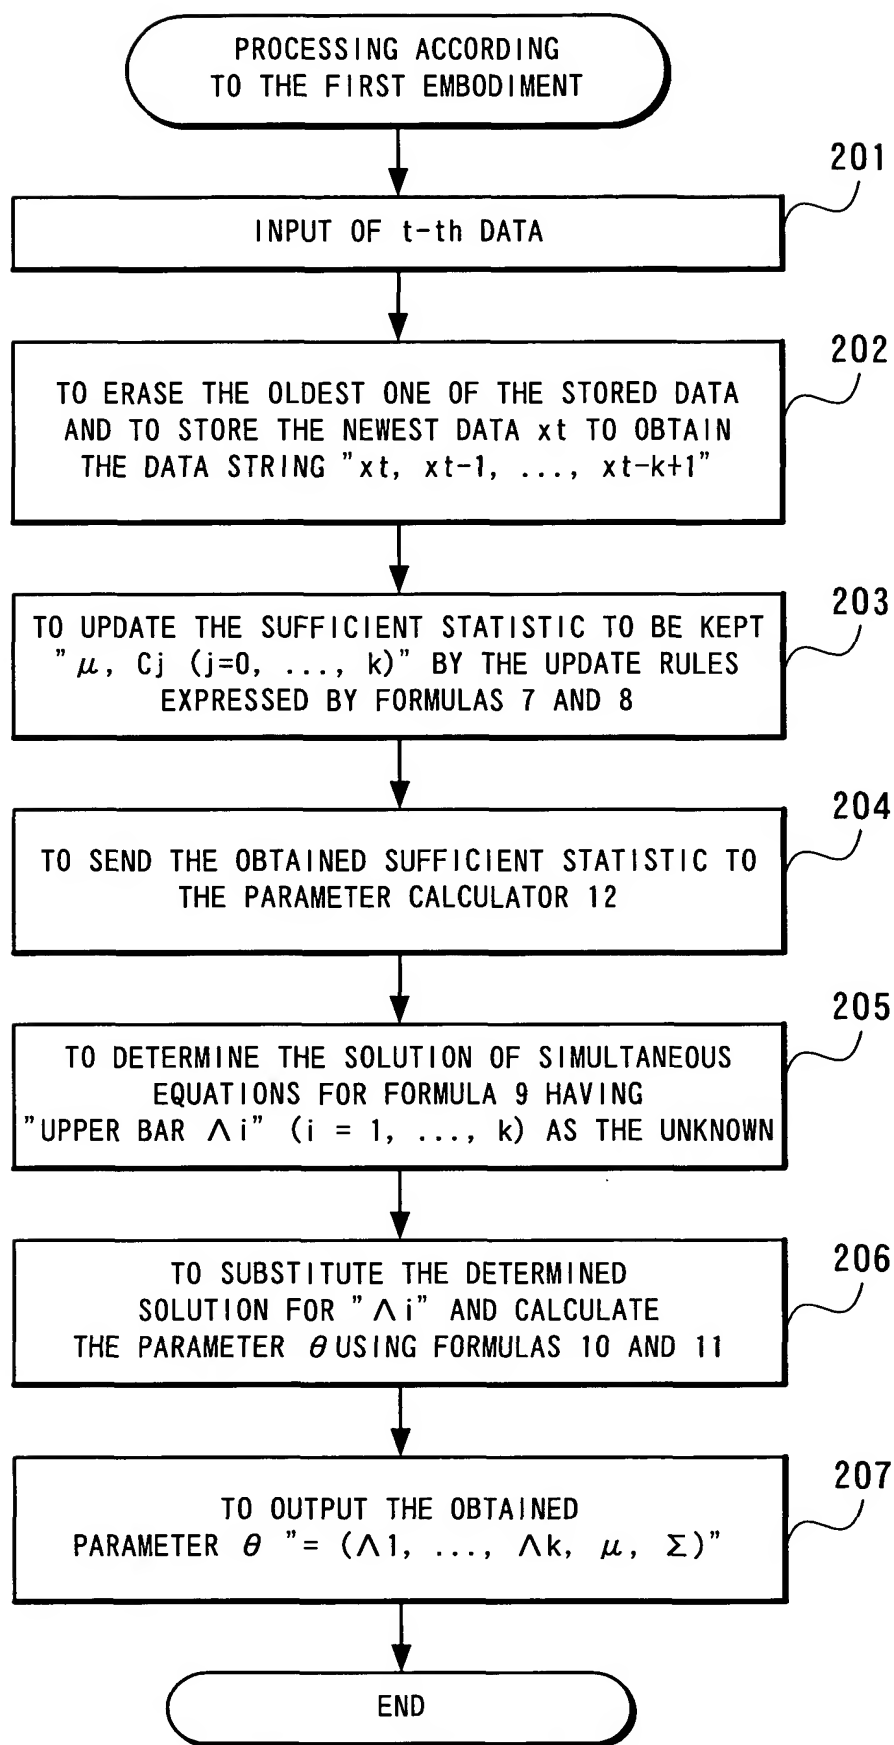 PROCESSING ACCORDING
TO THE FIRST EMBODIMENT
201
INPUT OF t-th DATA
202
TO ERASE THE OLDEST ONE OF THE STORED DATA
AND TO STORE THE NEWEST DATA xt TO OBTAIN
THE DATA STRING "xt, xt-1, ..., xt-k+1"
203
TO UPDATE THE SUFFICIENT STATISTIC TO BE KEPT
"μ, Cj (j=0, ..., k)" BY THE UPDATE RULES
EXPRESSED BY FORMULAS 7 AND 8
204
TO SEND THE OBTAINED SUFFICIENT STATISTIC TO
THE PARAMETER CALCULATOR 12
205
TO DETERMINE THE SOLUTION OF SIMULTANEOUS
EQUATIONS FOR FORMULA 9 HAVING
"UPPER BAR Λi" (i = 1, ..., k) AS THE UNKNOWN
206
TO SUBSTITUTE THE DETERMINED
SOLUTION FOR "Λi" AND CALCULATE
THE PARAMETER θ USING FORMULAS 10 AND 11
207
TO OUTPUT THE OBTAINED
PARAMETER θ "= (Λ1, ..., Λk, μ, Σ)"
END